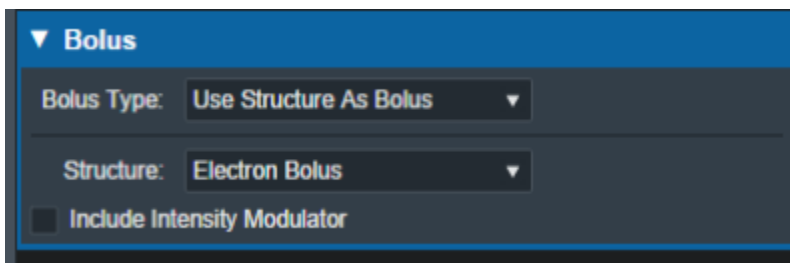 Bolus
Bolus Type: Use Structure As Bolus
Structure: Electron Bolus
Include Intensity Modulator